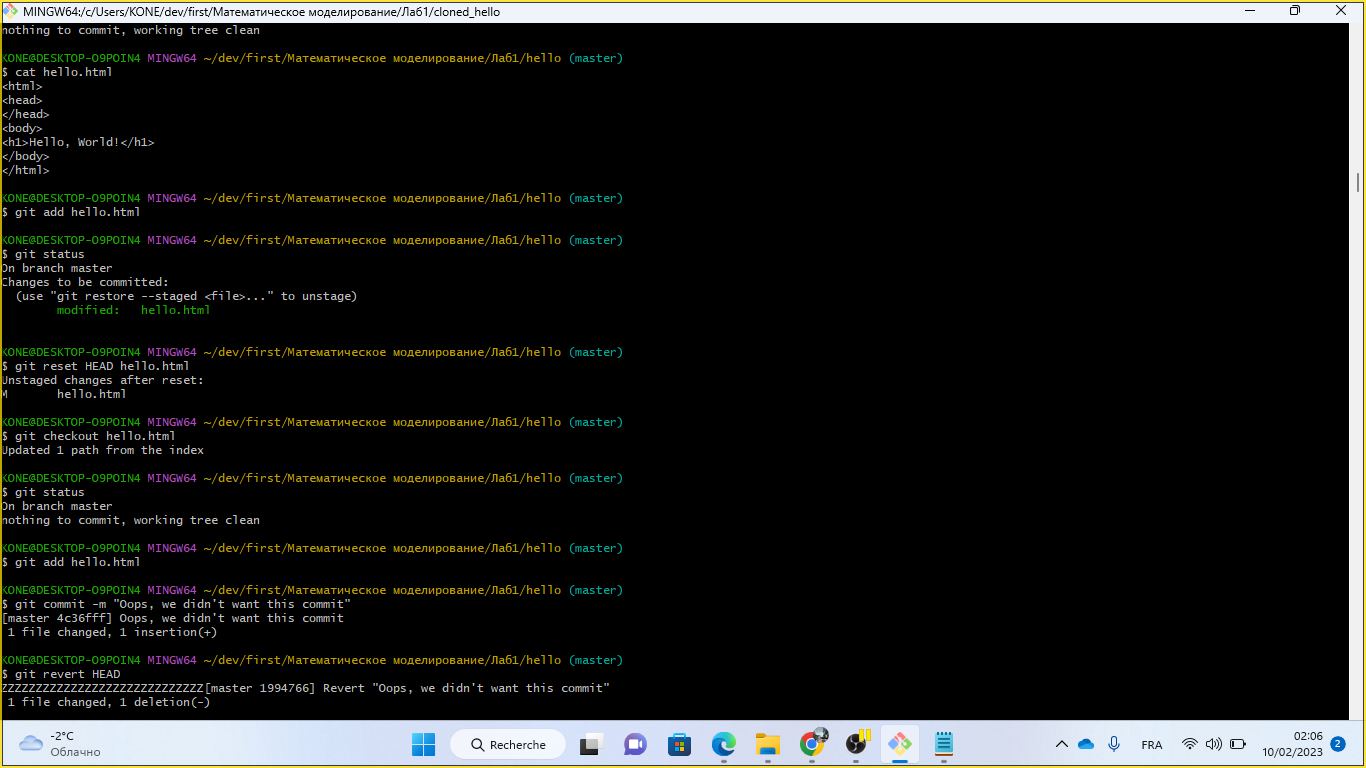 MINGW64:/c/Users/KONE/dev/first/Математическое моделирование/Лаб1/cloned_hello
nothing to commit, working tree clean
KONE@DESKTOP-O9POIN4 MINGW64 ~/dev/first/Математическое моделирование/Лаб1/hello (master)
$ cat hello.html
<html>
<head>
</head>
<body>
<h1>Hello, World!</h1>
</body>
</html>
KONE@DESKTOP-O9POIN4 MINGW64 ~/dev/first/Математическое моделирование/Лаб1/hello (master)
$ git add hello.html
KONE@DESKTOP-O9POIN4 MINGW64 ~/dev/first/Математическое моделирование/Лаб1/hello (master)
$ git status
On branch master
Changes to be committed:
  (use "git restore --staged <file>..." to unstage)
        modified:   hello.html
KONE@DESKTOP-O9POIN4 MINGW64 ~/dev/first/Математическое моделирование/Лаб1/hello (master)
$ git reset HEAD hello.html
Unstaged changes after reset:
M       hello.html
KONE@DESKTOP-O9POIN4 MINGW64 ~/dev/first/Математическое моделирование/Лаб1/hello (master)
$ git checkout hello.html
Updated 1 path from the index
KONE@DESKTOP-O9POIN4 MINGW64 ~/dev/first/Математическое моделирование/Лаб1/hello (master)
$ git status
On branch master
nothing to commit, working tree clean
KONE@DESKTOP-O9POIN4 MINGW64 ~/dev/first/Математическое моделирование/Лаб1/hello (master)
$ git add hello.html
KONE@DESKTOP-O9POIN4 MINGW64 ~/dev/first/Математическое моделирование/Лаб1/hello (master)
$ git commit -m "Oops, we didn't want this commit"
[master 4c36fff] Oops, we didn't want this commit
 1 file changed, 1 insertion(+)
KONE@DESKTOP-O9POIN4 MINGW64 ~/dev/first/Математическое моделирование/Лаб1/hello (master)
$ git revert HEAD
ZZZZZZZZZZZZZZZZZZZZZZZZZZZZZ[master 1994766] Revert "Oops, we didn't want this commit"
 1 file changed, 1 deletion(-)
-2°C
Облачно
Recherche
FRA
02:06
10/02/2023
2